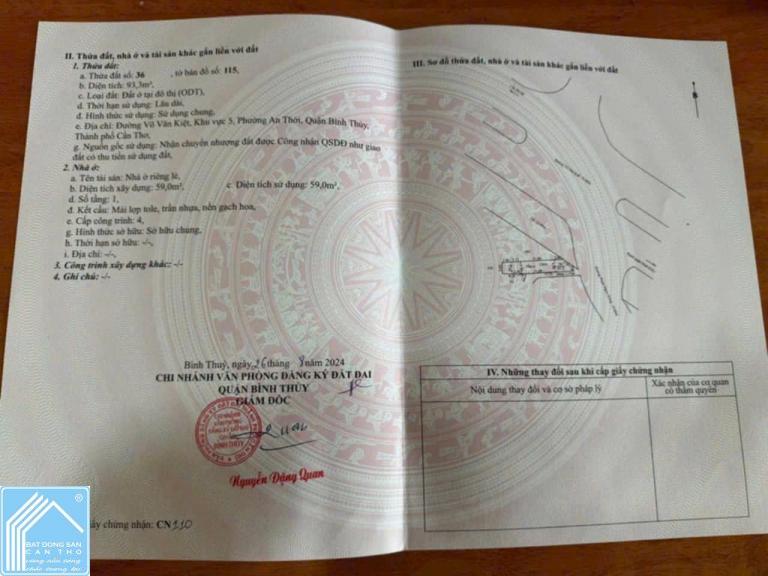 II. Thửa đất, nhà ở và tài sản khác gắn liền với đất
1. Thửa đất:
a. Thửa đất số: 36 , tờ bản đồ số: 115,
b. Diện tích: 93,3m²,
c. Loại đất: Đất ở tại đô thị (ODT),
d. Thời hạn sử dụng: Lâu dài,
đ. Hình thức sử dụng: Sử dụng chung,
e. Địa chỉ: Đường Võ Văn Kiệt, Khu vực 5, Phường An Thới, Quận Bình Thủy,
Thành phố Cần Thơ,
g. Nguồn gốc sử dụng: Nhận chuyển nhượng đất được Công nhận QSDĐ như giao
đất có thu tiền sử dụng đất,
2. Nhà ở:
a. Tên tài sản: Nhà ở riêng lẻ,
b. Diện tích xây dựng: 59,0m², c. Diện tích sử dụng: 59,0m²,
d. Số tầng: 1,
đ. Kết cấu: Mái lợp tole, trần nhựa, nền gạch hoa,
e. Cấp công trình: 4,
g. Hình thức sở hữu: Sở hữu chung,
h. Thời hạn sở hữu: -/-,
i. Địa chỉ: -/-,
3. Công trình xây dựng khác: -/-
4. Ghi chú: -/-
Bình Thuỷ, ngày 26 tháng 8 năm 2024
CHI NHÁNH VĂN PHÒNG ĐĂNG KÝ ĐẤT ĐAI
QUẬN BÌNH THỦY
GIÁM ĐỐC
Nguyễn Đặng Quan
giấy chứng nhận: CN110
III. Sơ đồ thửa đất, nhà ở và tài sản khác gắn liền với đất
IV. Những thay đổi sau khi cấp giấy chứng nhận
Nội dung thay đổi và cơ sở pháp lý
Xác nhận của cơ quan
có thẩm quyền
BAT DONG SAN
CAN THO